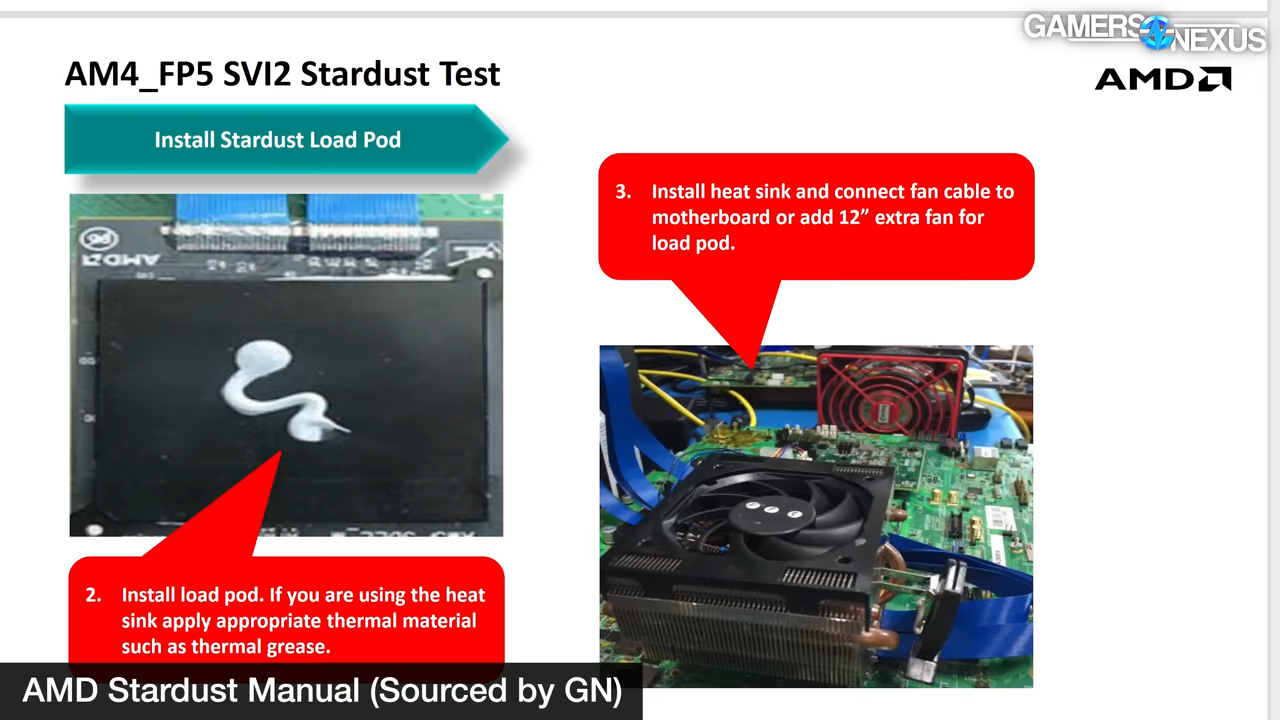 GAMERS NEXUS
AM4_FP5 SVI2 Stardust Test
AMD
Install Stardust Load Pod
3. Install heat sink and connect fan cable to
motherboard or add 12” extra fan for
load pod.
AMD
2. Install load pod. If you are using the heat
sink apply appropriate thermal material
such as thermal grease.
AMD Stardust Manual (Sourced by GN)